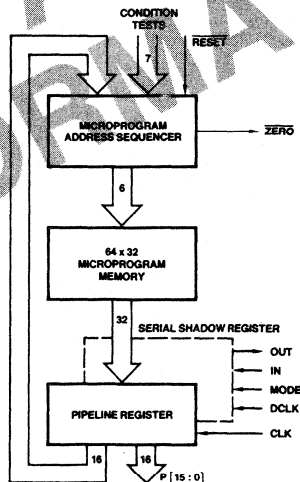 CONDITION
TESTS
7
RESET
MICROPROGRAM
ADDRESS SEQUENCER
ZERO
6
64 x 32
MICROPROGRAM
MEMORY
32
SERIAL SHADOW REGISTER
OUT
IN
MODE
DCLK
PIPELINE REGISTER
CLK
16
16
P [15 : 0]